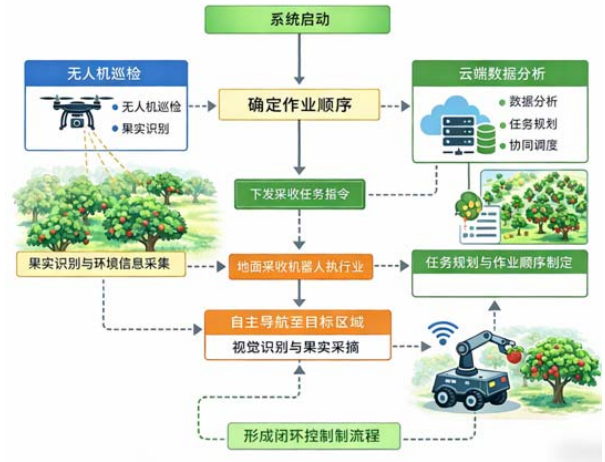 系统启动
无人机巡检
无人机巡检
果实识别
确定作业顺序
云端数据分析
数据分析
任务规划
协同调度
下发采收任务指令
果实识别与环境信息采集
地面采收机器人执行业
任务规划与作业顺序制定
自主导航至目标区域
视觉识别与果实采摘
形成闭环控制制流程